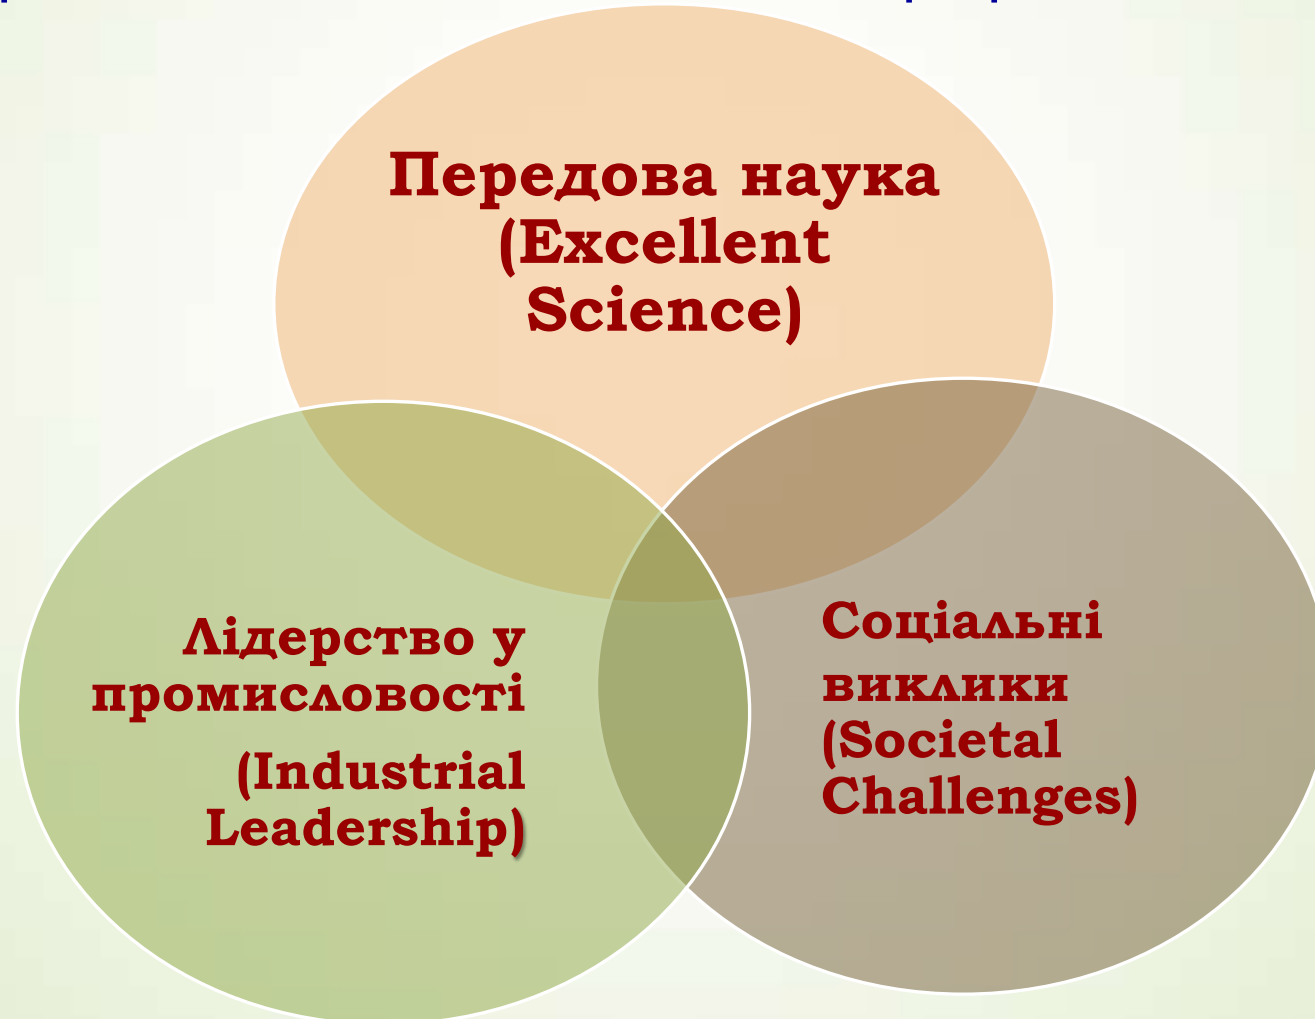 Передова наука
(Excellent
Science)
Лідерство у
промисловості
(Industrial
Leadership)
Соціальні
виклики
(Societal
Challenges)